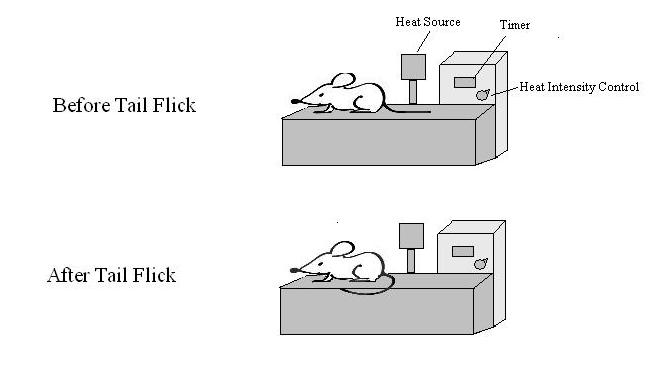 Heat Source
Timer
Before Tail Flick
Heat Intensity Control
After Tail Flick